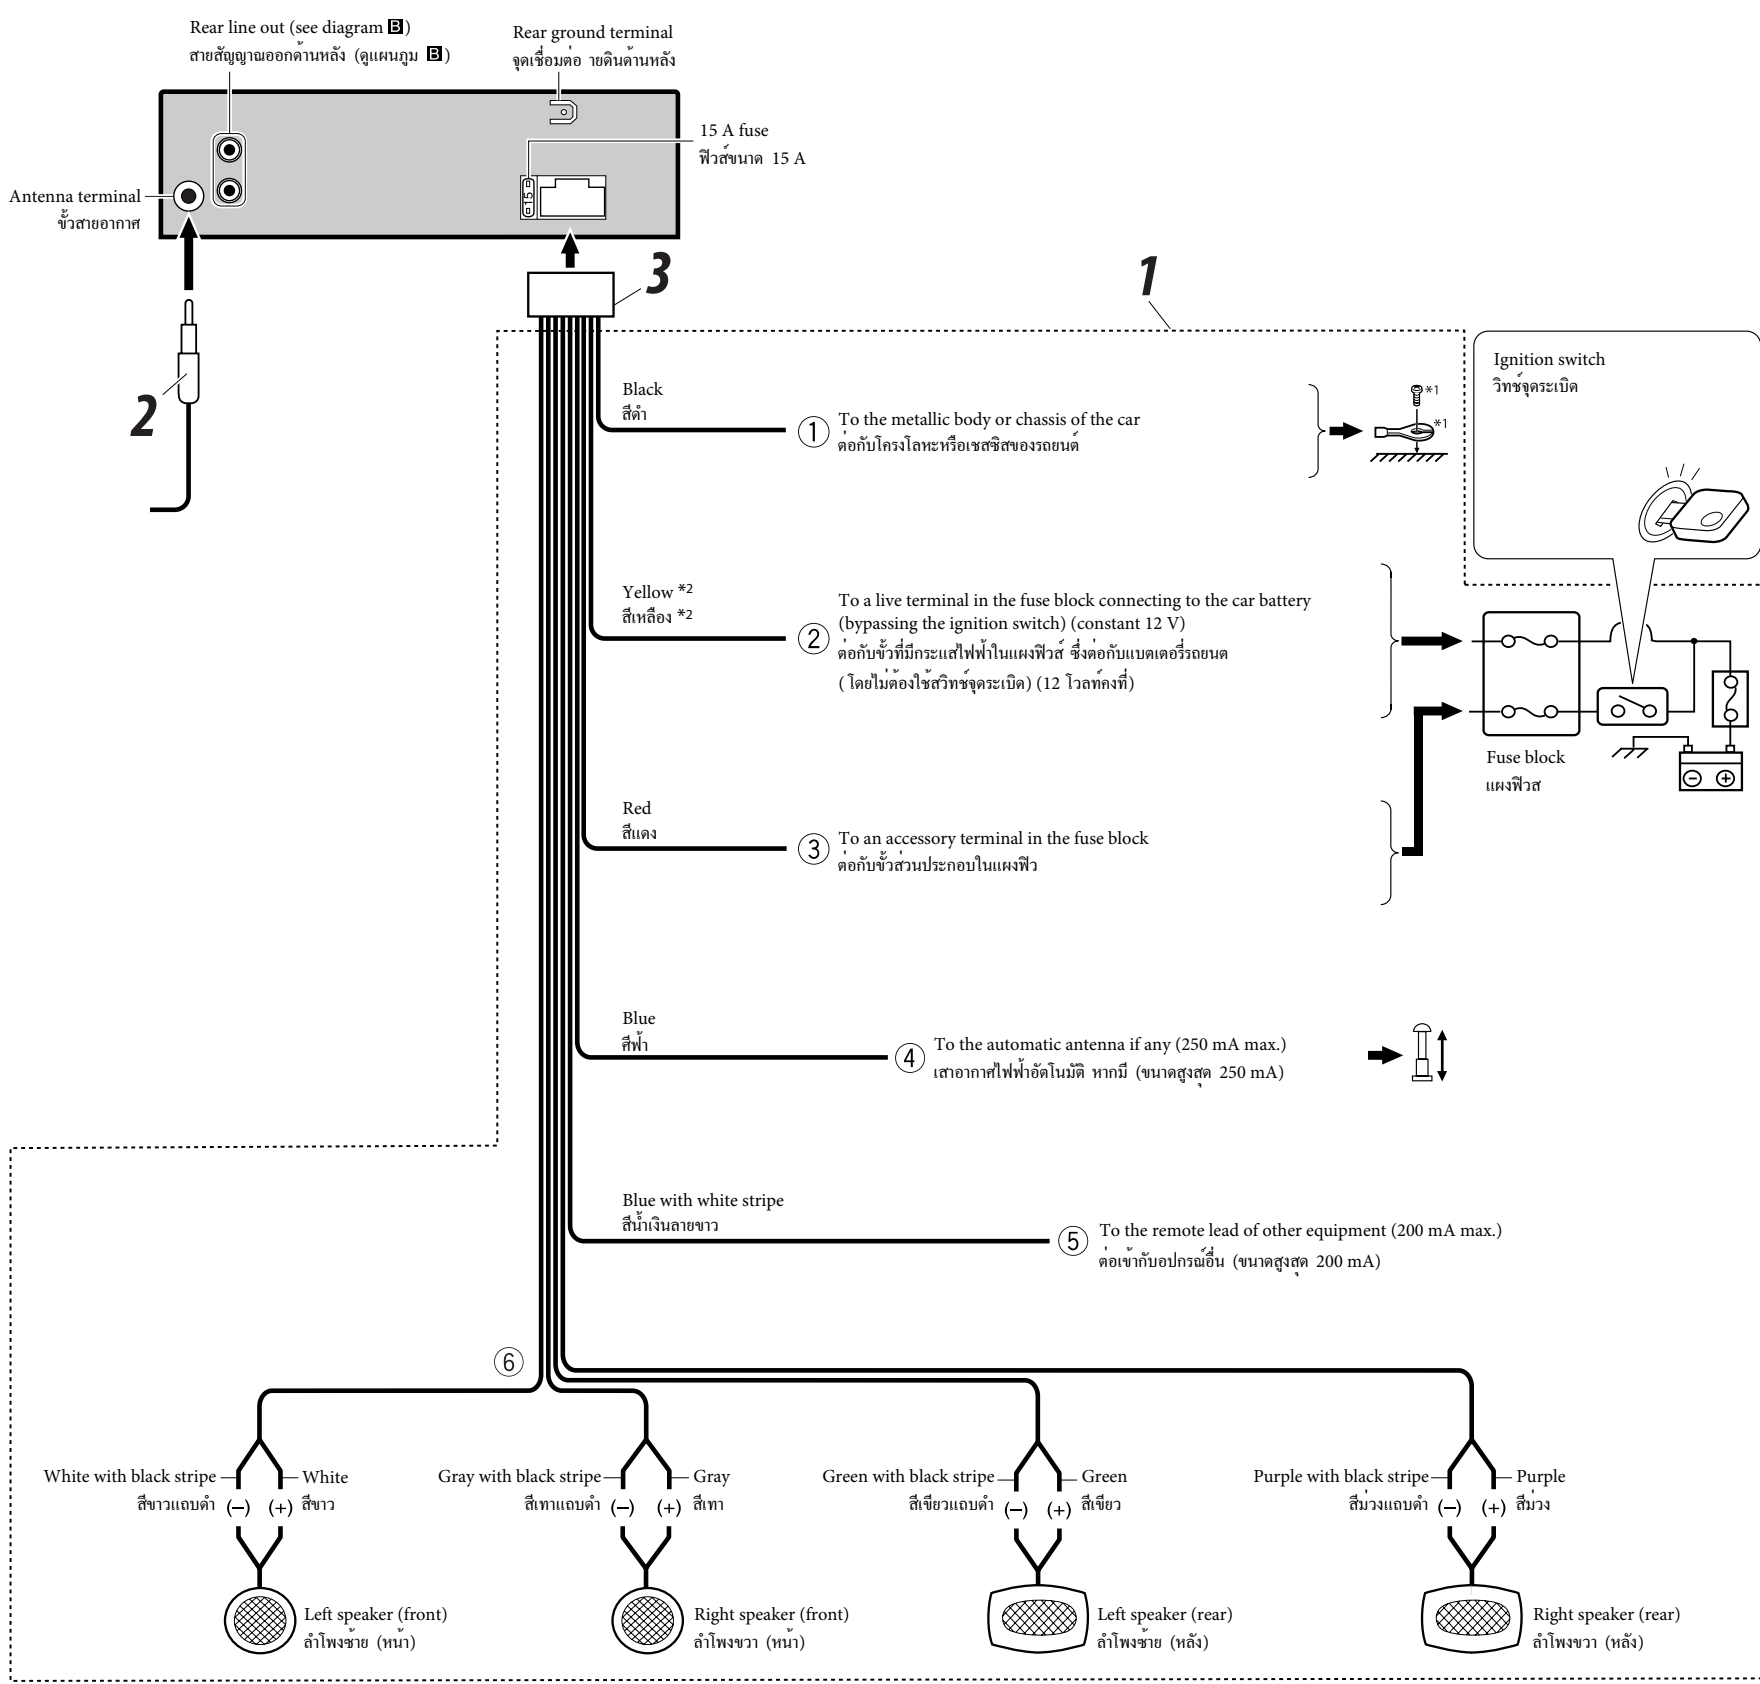 Rear line out (see diagram B)
สายสัญญาณออกด้านหลัง (ดูแผนภูม B)
Rear ground terminal
จุดเชื่อมต่อ ายดินด้านหลัง
15 A fuse
ฟิวส์ขนาด 15 A
Antenna terminal
ขั้วสายอากาศ
15
3
1
2
Ignition switch
วิทช์จุดระเบิด
Black
สีดำ
① To the metallic body or chassis of the car
ต่อกับโครงโลหะหรือเชสซิสของรถยนต์
*1
*1
Yellow *2
สีเหลือง *2
② To a live terminal in the fuse block connecting to the car battery
(bypassing the ignition switch) (constant 12 V)
ต่อกับขั้วที่มีกระแสไฟฟ้าในแผงฟิวส์ ซึ่งต่อกับแบตเตอรี่รถยนต
( โดยไม่ต้องใช้สวิทช์จุดระเบิด) (12 โวลท์คงที่)
Fuse block
แผงฟิวส
Red
สีแดง
③ To an accessory terminal in the fuse block
ต่อกับขั้วส่วนประกอบในแผงฟิว
Blue
สีฟ้า
④ To the automatic antenna if any (250 mA max.)
เสาอากาศไฟฟ้าอัตโนมัติ หากมี (ขนาดสูงสุด 250 mA)
Blue with white stripe
สีน้ำเงินลายขาว
⑤ To the remote lead of other equipment (200 mA max.)
ต่อเข้ากับอปกรณ์อื่น (ขนาดสูงสุด 200 mA)
⑥
White with black stripe
สีขาวแถบดำ (−)
White
(+) สีขาว
Left speaker (front)
ลำโพงซ้าย (หน้า)
Gray with black stripe
สีเทาแถบดำ (−)
Gray
(+) สีเทา
Right speaker (front)
ลำโพงขวา (หน้า)
Green with black stripe
สีเขียวแถบดำ (−)
Green
(+) สีเขียว
Left speaker (rear)
ลำโพงซ้าย (หลัง)
Purple with black stripe
สีม่วงแถบดำ (−)
Purple
(+) สีม่วง
Right speaker (rear)
ลำโพงขวา (หลัง)